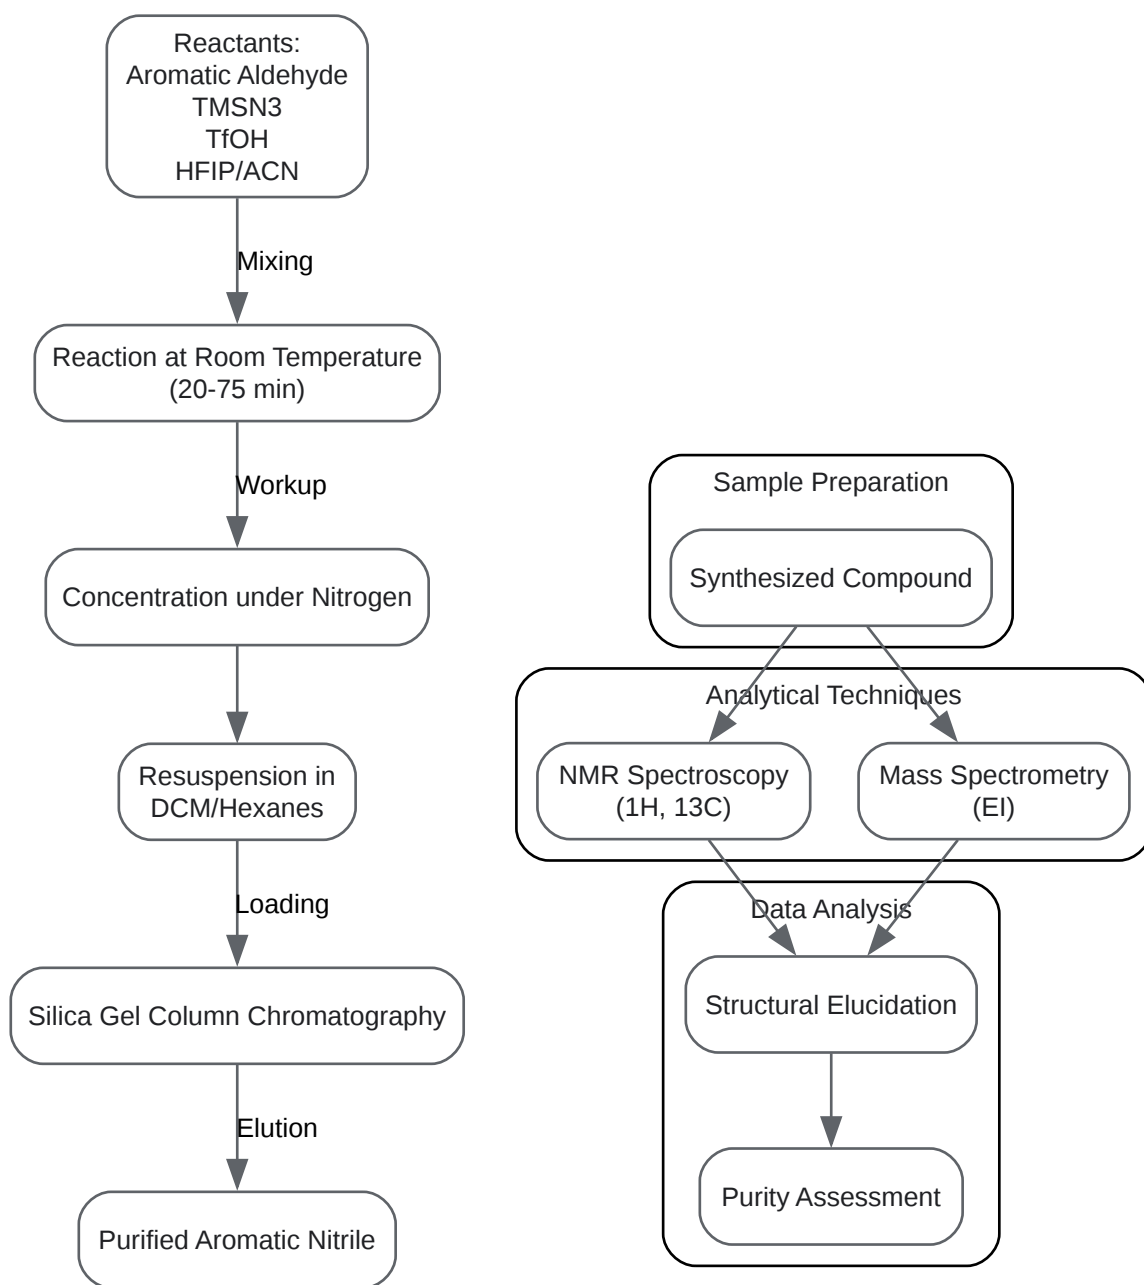 Reactants:
Aromatic Aldehyde
TMSN3
TfOH
HFIP/ACN
Mixing
Reaction at Room Temperature
(20-75 min)
Workup
Concentration under Nitrogen
Resuspension in
DCM/Hexanes
Loading
Silica Gel Column Chromatography
Elution
Purified Aromatic Nitrile
Sample Preparation
Synthesized Compound
Analytical Techniques
NMR Spectroscopy
(1H, 13C)
Mass Spectrometry
(EI)
Data Analysis
Structural Elucidation
Purity Assessment